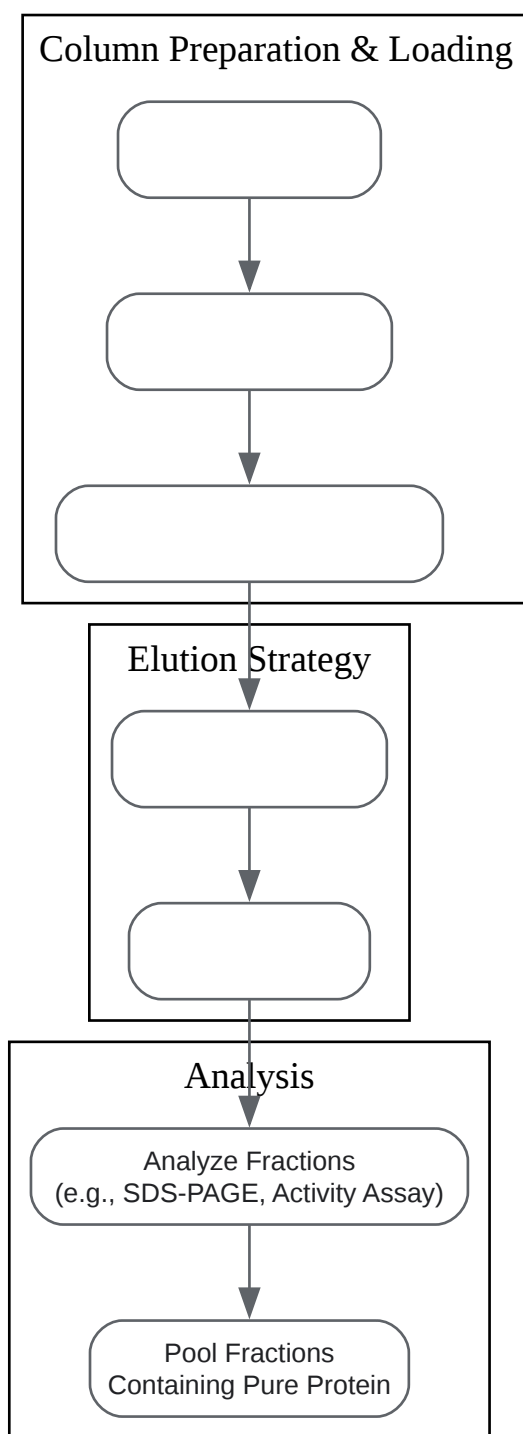 Column Preparation & Loading
Elution Strategy
Analysis
Analyze Fractions
(e.g., SDS-PAGE, Activity Assay)
Pool Fractions
Containing Pure Protein